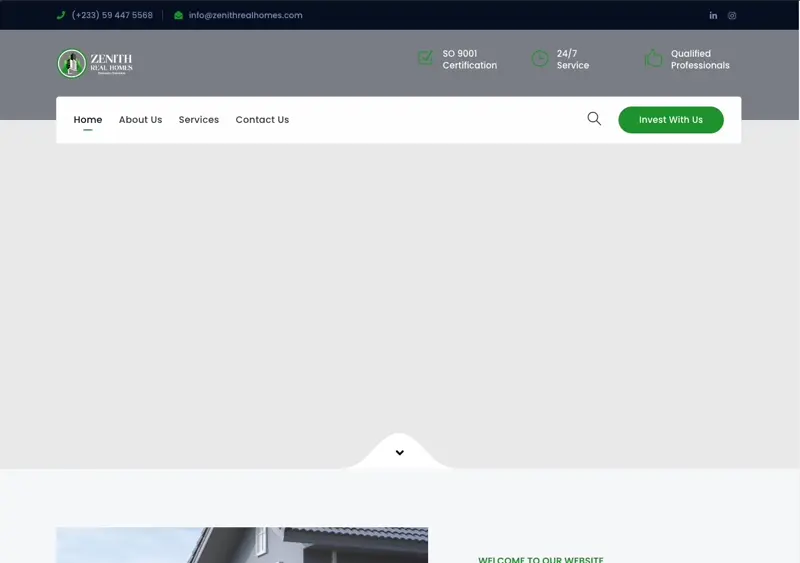 (+233) 59 447 5568
info@zenithrealhomes.com
ZENITH
REAL HOMES
SO 9001
Certification
24/7
Service
Qualified
Professionals
Home
About Us
Services
Contact Us
Invest With Us
WELCOME TO OUR WEBSITE